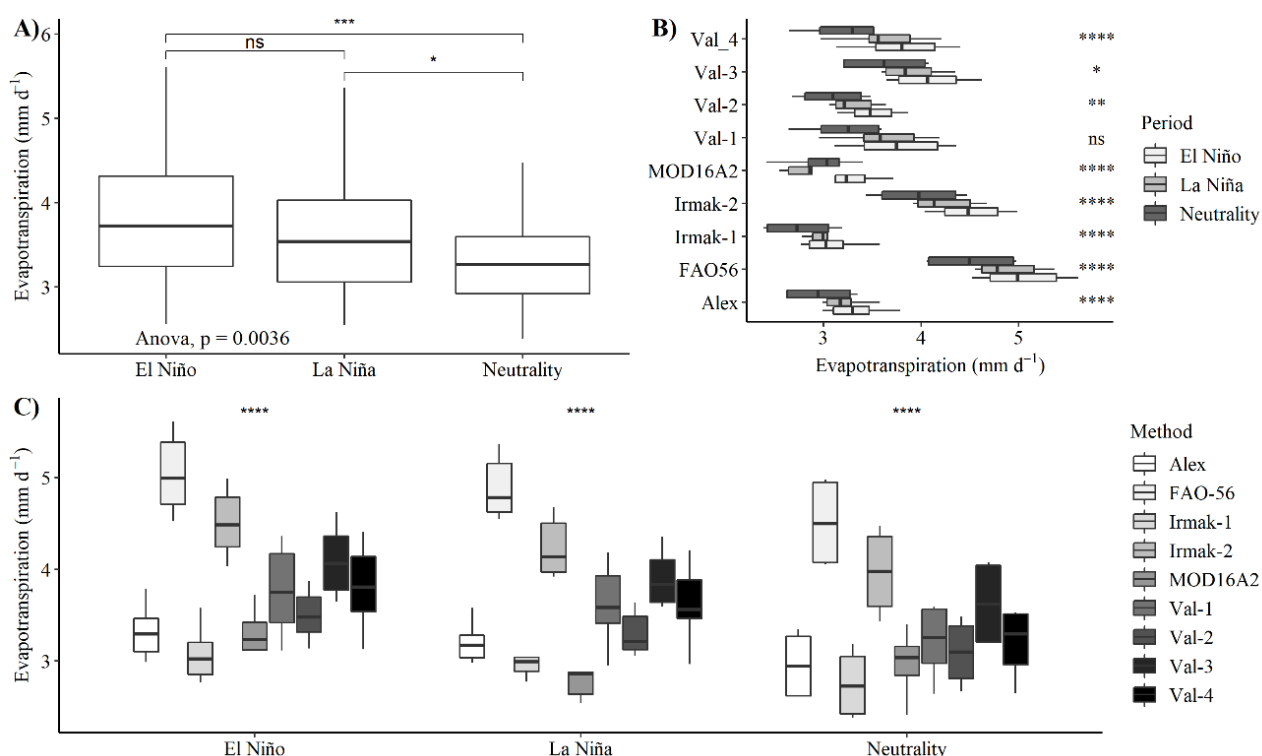 A)
***
ns
*
6
5
4
3
Evapotranspiration (mm d⁻¹)
Anova, p = 0.0036
El Niño La Niña Neutrality
B)
Val_4 ****
Val-3 *
Val-2 **
Val-1 ns
MOD16A2 ****
Irmak-2 ****
Irmak-1 ****
FAO56 ****
Alex ****
3 4 5
Evapotranspiration (mm d⁻¹)
Period
El Niño
La Niña
Neutrality
C)
**** **** ****
5
4
3
Evapotranspiration (mm d⁻¹)
El Niño La Niña Neutrality
Method
Alex
FAO-56
Irmak-1
Irmak-2
MOD16A2
Val-1
Val-2
Val-3
Val-4